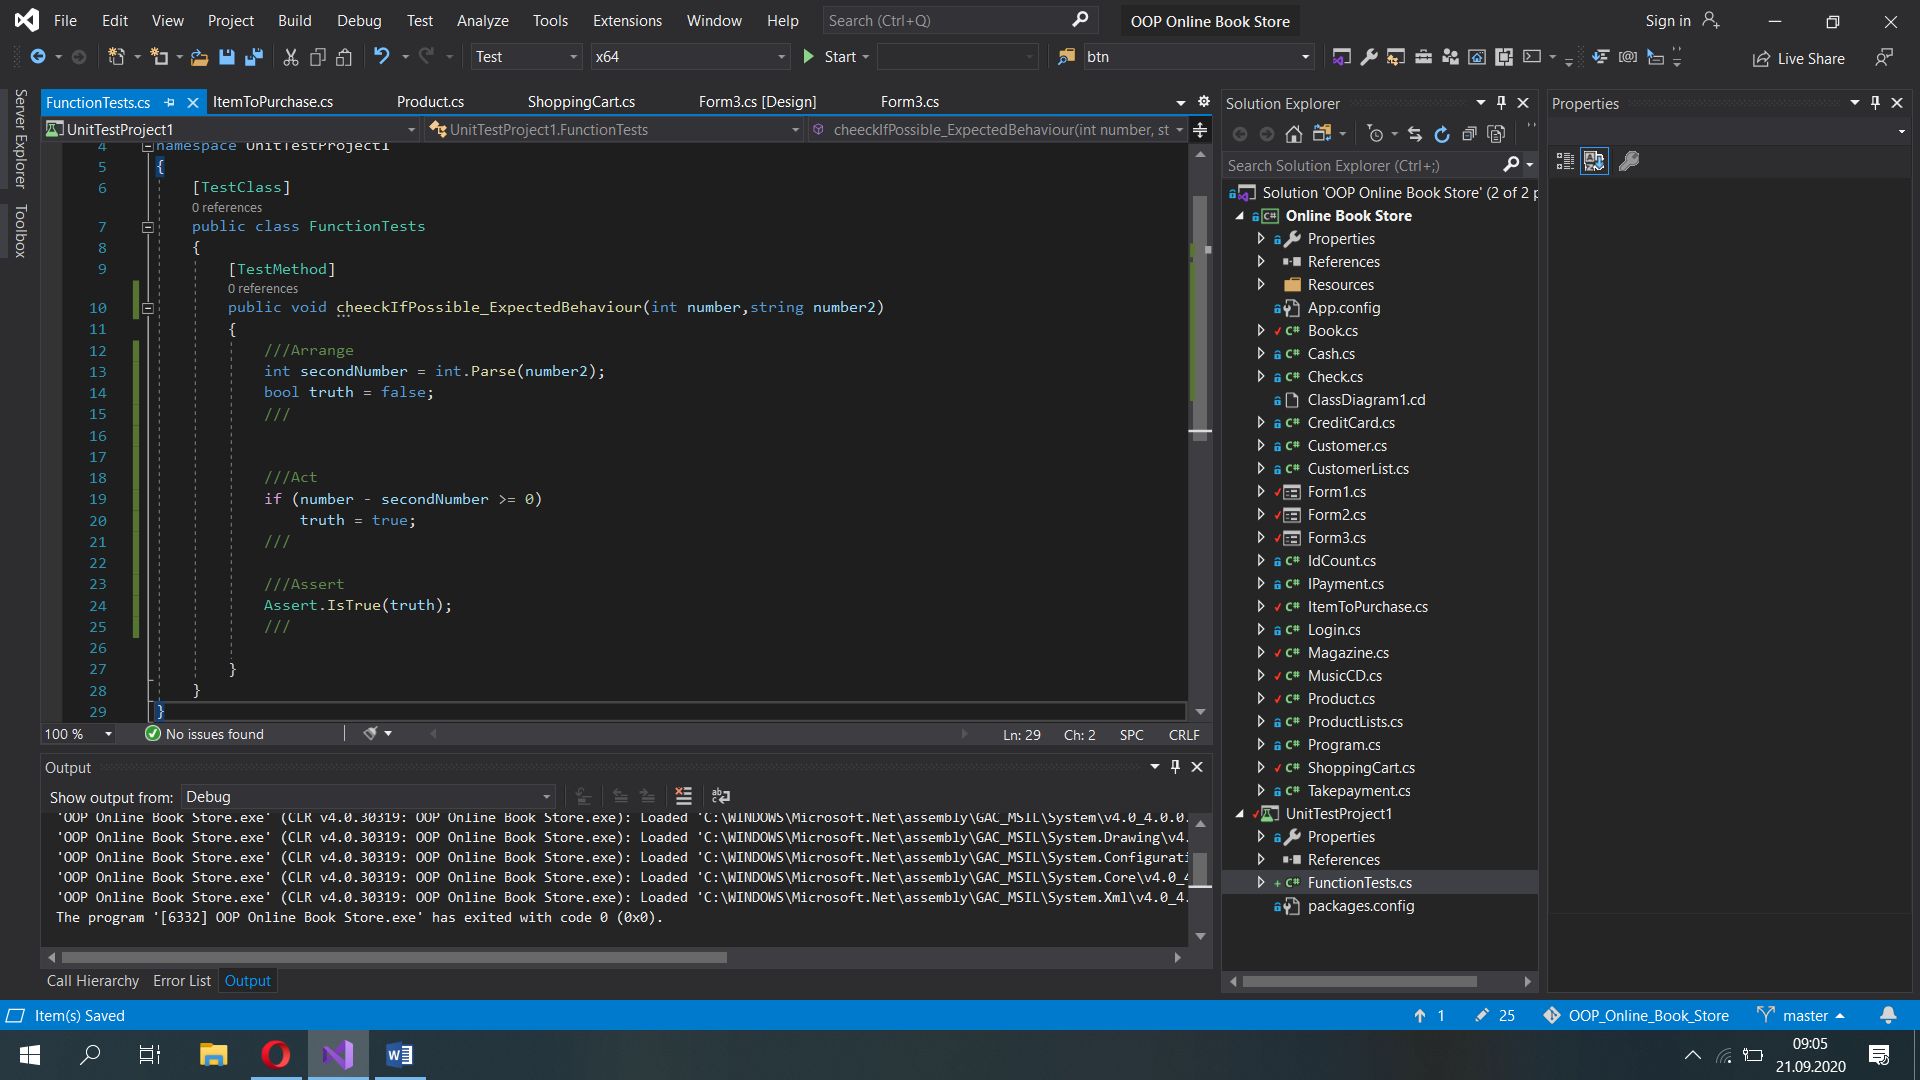 File Edit View Project Build Debug Test Analyze Tools Extensions Window Help Search (Ctrl+Q) OOP Online Book Store Sign in
Test x64 Start btn Live Share
Server Explorer
Toolbox
FunctionTests.cs ItemToPurchase.cs Product.cs ShoppingCart.cs Form3.cs [Design] Form3.cs
UnitTestProject1 UnitTestProject1.FunctionTests checkIfPossible_ExpectedBehaviour(int number, st
4 namespace UnitTestProject1
5 {
6 [TestClass]
0 references
7 public class FunctionTests
8 {
9 [TestMethod]
0 references
10 public void checkIfPossible_ExpectedBehaviour(int number,string number2)
11 {
12 ///Arrange
13 int secondNumber = int.Parse(number2);
14 bool truth = false;
15 ///
16
17
18 ///Act
19 if (number - secondNumber >= 0)
20 truth = true;
21 ///
22
23 ///Assert
24 Assert.IsTrue(truth);
25 ///
26
27 }
28 }
29 }
100 % No issues found Ln: 29 Ch: 2 SPC CRLF
Output
Show output from: Debug
'OOP Online Book Store.exe' (CLR v4.0.30319: OOP Online Book Store.exe): Loaded 'C:\WINDOWS\Microsoft.Net\assembly\GAC_MSIL\System\v4.0_4.0.0.
'OOP Online Book Store.exe' (CLR v4.0.30319: OOP Online Book Store.exe): Loaded 'C:\WINDOWS\Microsoft.Net\assembly\GAC_MSIL\System.Drawing\v4.
'OOP Online Book Store.exe' (CLR v4.0.30319: OOP Online Book Store.exe): Loaded 'C:\WINDOWS\Microsoft.Net\assembly\GAC_MSIL\System.Configurati
'OOP Online Book Store.exe' (CLR v4.0.30319: OOP Online Book Store.exe): Loaded 'C:\WINDOWS\Microsoft.Net\assembly\GAC_MSIL\System.Core\v4.0_4
'OOP Online Book Store.exe' (CLR v4.0.30319: OOP Online Book Store.exe): Loaded 'C:\WINDOWS\Microsoft.Net\assembly\GAC_MSIL\System.Xml\v4.0_4.
The program '[6332] OOP Online Book Store.exe' has exited with code 0 (0x0).
Call Hierarchy Error List Output
Solution Explorer
Search Solution Explorer (Ctrl+;)
Solution 'OOP Online Book Store' (2 of 2 p
Online Book Store
Properties
References
Resources
App.config
Book.cs
Cash.cs
Check.cs
ClassDiagram1.cd
CreditCard.cs
Customer.cs
CustomerList.cs
Form1.cs
Form2.cs
Form3.cs
IdCount.cs
IPayment.cs
ItemToPurchase.cs
Login.cs
Magazine.cs
MusicCD.cs
Product.cs
ProductLists.cs
Program.cs
ShoppingCart.cs
Takepayment.cs
UnitTestProject1
Properties
References
FunctionTests.cs
packages.config
Properties
Item(s) Saved 1 25 OOP_Online_Book_Store master
09:05
21.09.2020